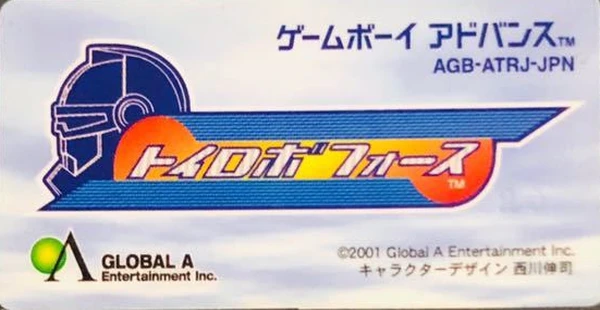 ゲームボーイ アドバンス™
AGB-ATRJ-JPN
トイロボフォース™
GLOBAL A
Entertainment Inc.
©2001 Global A Entertainment Inc.
キャラクターデザイン 西川伸司